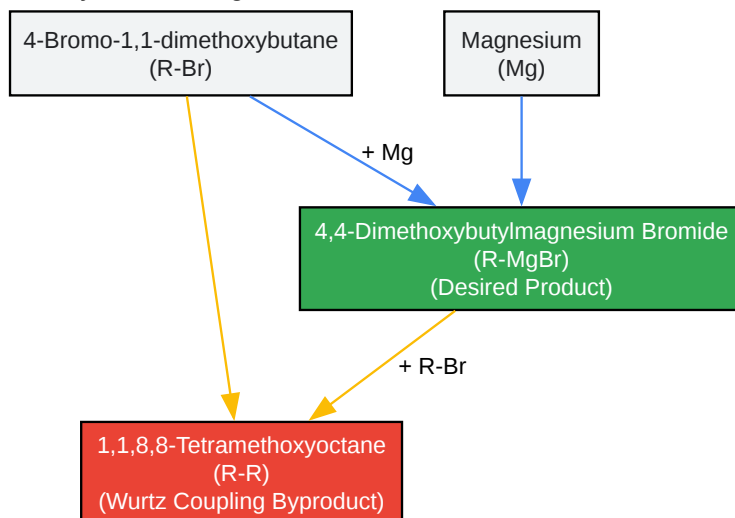 4-Bromo-1,1-dimethoxybutane
(R-Br)
Magnesium
(Mg)
+ Mg
4,4-Dimethoxybutylmagnesium Bromide
(R-MgBr)
(Desired Product)
+ R-Br
1,1,8,8-Tetramethoxyoctane
(R-R)
(Wurtz Coupling Byproduct)